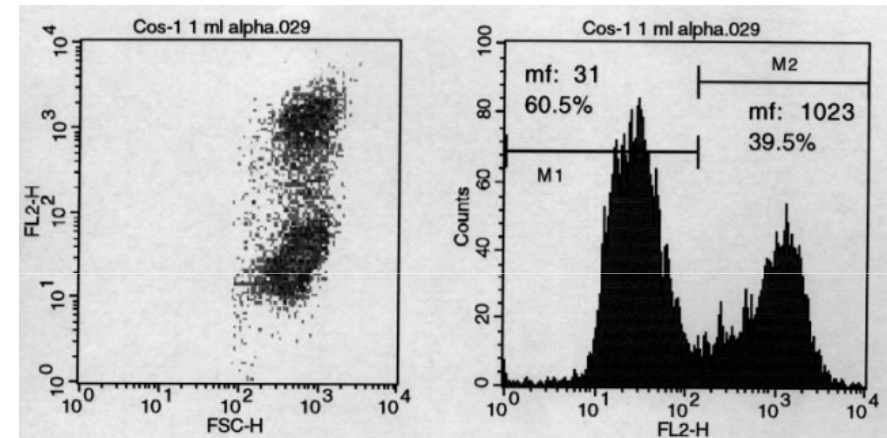 Cos-1 1 ml alpha.029
10^4
10^3
10^2
10^1
10^0
FL2-H
10^0 10^1 10^2 10^3 10^4
FSC-H
Cos-1 1 ml alpha.029
100
80
60
40
20
0
Counts
mf: 31
60.5%
M1
M2
mf: 1023
39.5%
10^0 10^1 10^2 10^3 10^4
FL2-H